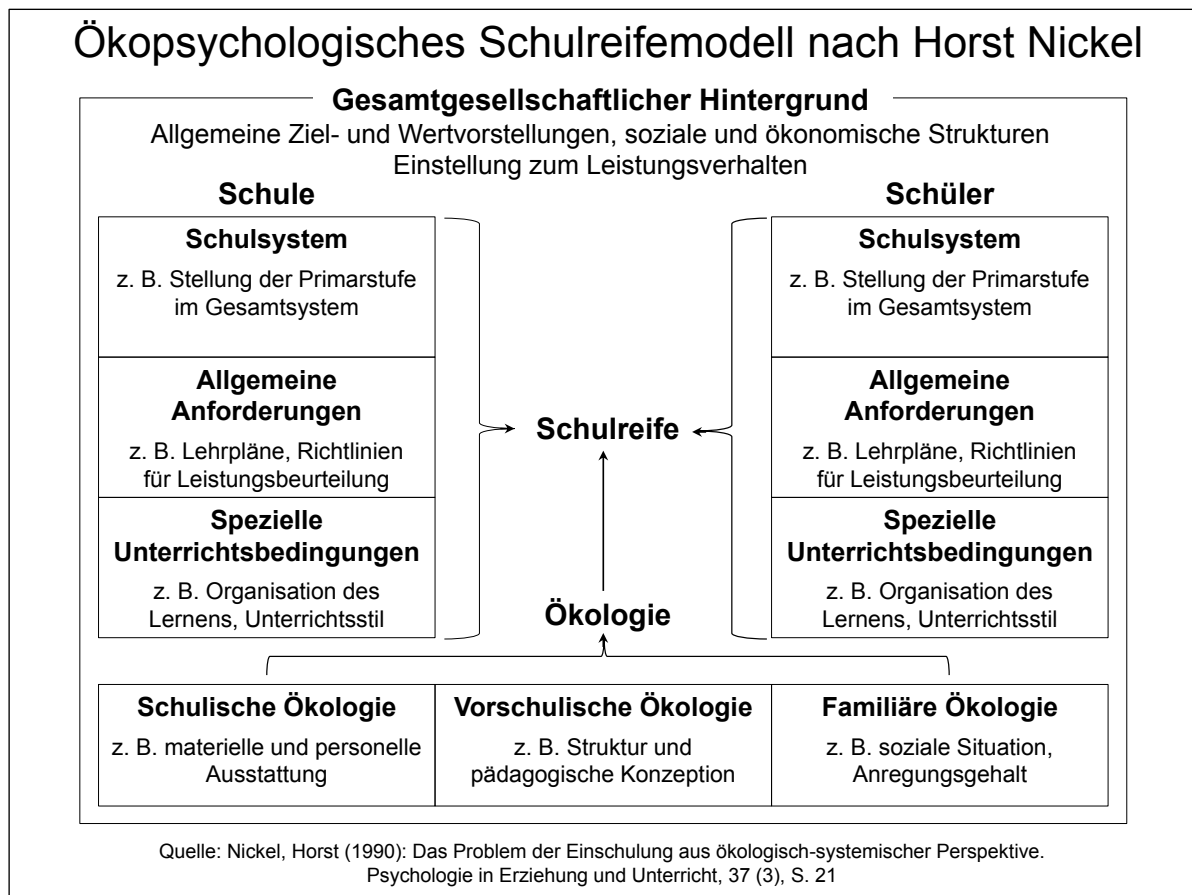 Ökopsychologisches Schulreifemodell nach Horst Nickel
Gesamtgesellschaftlicher Hintergrund
Allgemeine Ziel- und Wertvorstellungen, soziale und ökonomische Strukturen
Einstellung zum Leistungsverhalten
Schule
Schulsystem
z. B. Stellung der Primarstufe
im Gesamtsystem
Allgemeine
Anforderungen
z. B. Lehrpläne, Richtlinien
für Leistungsbeurteilung
Spezielle
Unterrichtsbedingungen
z. B. Organisation des
Lernens, Unterrichtsstil
Schulreife
Ökologie
Schüler
Schulsystem
z. B. Stellung der Primarstufe
im Gesamtsystem
Allgemeine
Anforderungen
z. B. Lehrpläne, Richtlinien
für Leistungsbeurteilung
Spezielle
Unterrichtsbedingungen
z. B. Organisation des
Lernens, Unterrichtsstil
Schulische Ökologie
z. B. materielle und personelle
Ausstattung
Vorschulische Ökologie
z. B. Struktur und
pädagogische Konzeption
Familiäre Ökologie
z. B. soziale Situation,
Anregungsgehalt
Quelle: Nickel, Horst (1990): Das Problem der Einschulung aus ökologisch-systemischer Perspektive.
Psychologie in Erziehung und Unterricht, 37 (3), S. 21